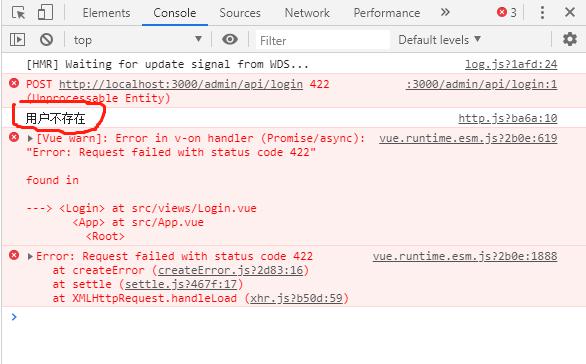 Elements Console Sources Network Performance » 3
top Filter Default levels ▼
[HMR] Waiting for update signal from WDS... log.js?1afd:24
POST http://localhost:3000/admin/api/login 422 :3000/admin/api/login:1
(Unprocessable Entity)
用户不存在 http.js?ba6a:10
[Vue warn]: Error in v-on handler (Promise/async): vue.runtime.esm.js?2b0e:619
"Error: Request failed with status code 422"
found in
---> <Login> at src/views/Login.vue
<App> at src/App.vue
<Root>
Error: Request failed with status code 422 vue.runtime.esm.js?2b0e:1888
at createError (createError.js?2d83:16)
at settle (settle.js?467f:17)
at XMLHttpRequest.handleLoad (xhr.js?b50d:59)